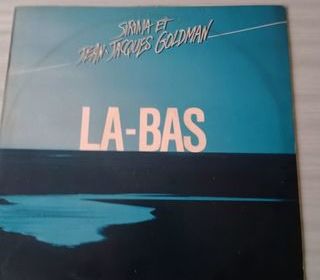 SIRIMA ET
JEAN-JACQUES GOLDMAN
LA-BAS